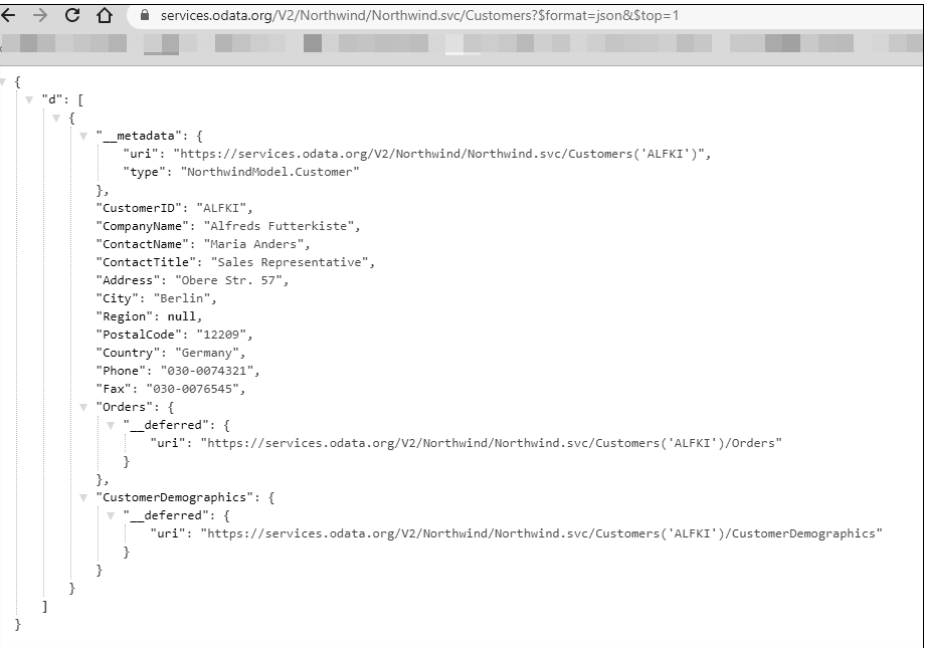 services.odata.org/V2/Northwind/Northwind.svc/Customers?$format=json&$top=1
{
"d": [
{
"__metadata": {
"uri": "https://services.odata.org/V2/Northwind/Northwind.svc/Customers('ALFKI')",
"type": "NorthwindModel.Customer"
},
"CustomerID": "ALFKI",
"CompanyName": "Alfreds Futterkiste",
"ContactName": "Maria Anders",
"ContactTitle": "Sales Representative",
"Address": "Obere Str. 57",
"City": "Berlin",
"Region": null,
"PostalCode": "12209",
"Country": "Germany",
"Phone": "030-0074321",
"Fax": "030-0076545",
"Orders": {
"__deferred": {
"uri": "https://services.odata.org/V2/Northwind/Northwind.svc/Customers('ALFKI')/Orders"
}
},
"CustomerDemographics": {
"__deferred": {
"uri": "https://services.odata.org/V2/Northwind/Northwind.svc/Customers('ALFKI')/CustomerDemographics"
}
}
}
]
}